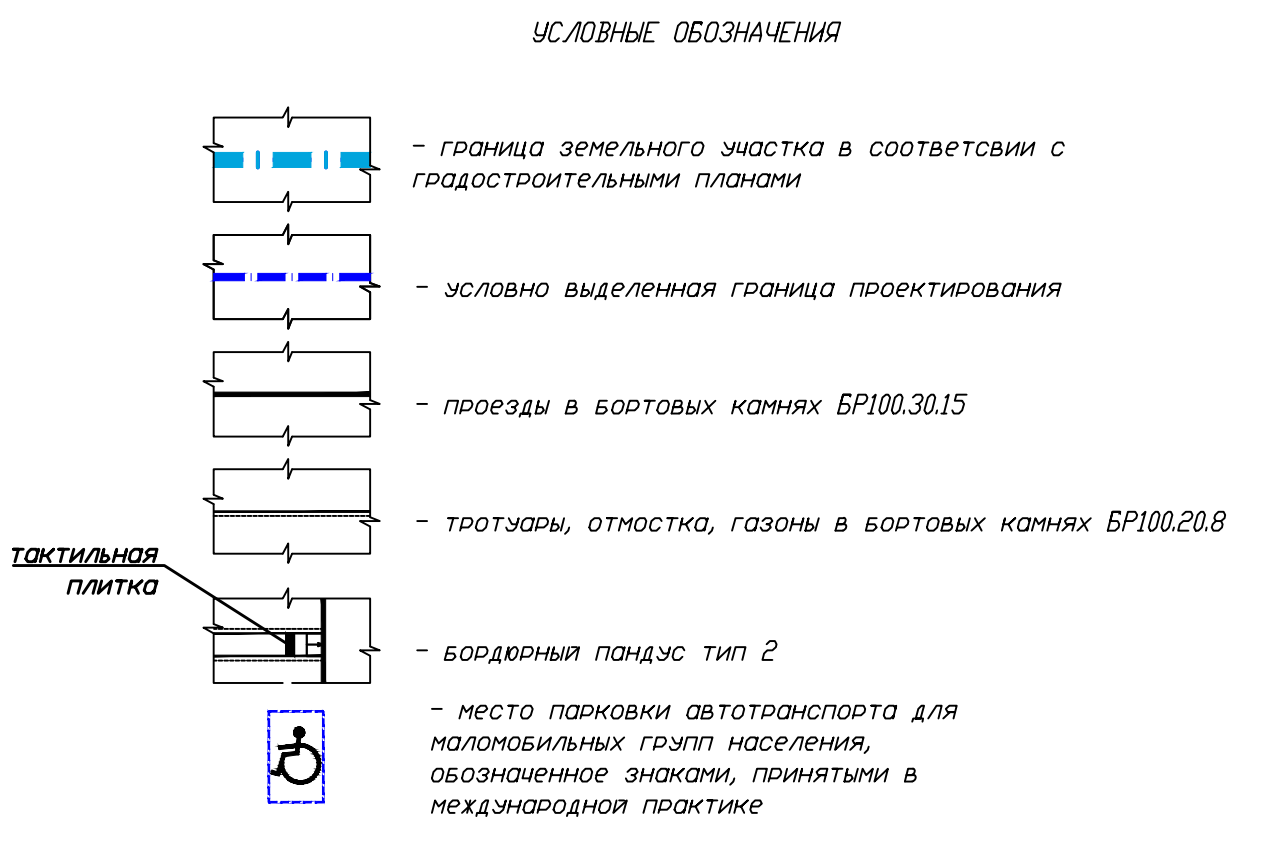 УСЛОВНЫЕ ОБОЗНАЧЕНИЯ
- граница земельного участка в соответсвии с
градостроительными планами
- условно выделенная граница проектирования
- проезды в бортовых камнях БР100.30.15
- тротуары, отмостка, газоны в бортовых камнях БР100.20.8
тактильная
плитка
- бордюрный пандус тип 2
- место парковки автотранспорта для
маломобильных групп населения,
обозначенное знаками, принятыми в
международной практике